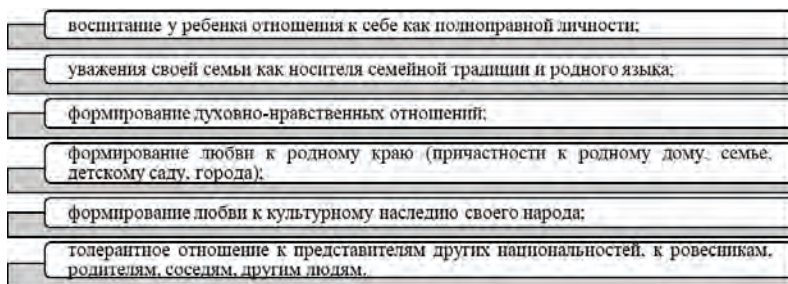 воспитание у ребенка отношения к себе как полноправной личности;
уважения своей семьи как носителя семейной традиции и родного языка;
формирование духовно-нравственных отношений;
формирование любви к родному краю (причастности к родному дому, семье,
детскому саду, города);
формирование любви к культурному наследию своего народа;
толерантное отношение к представителям других национальностей, к ровесникам,
родителям, соседям, другим людям.